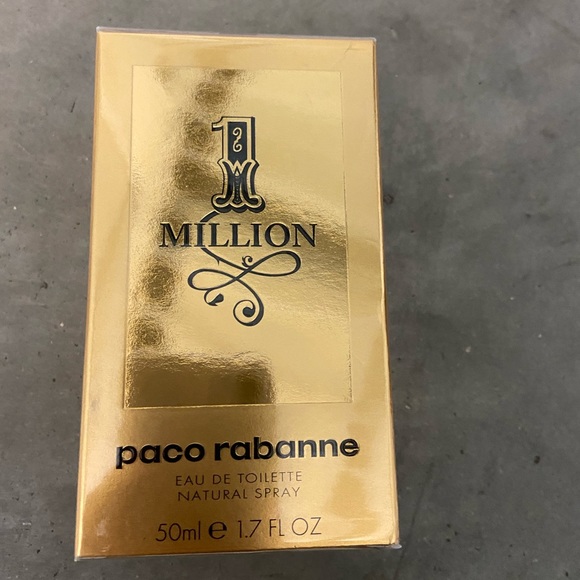 1
MILLION
paco rabanne
EAU DE TOILETTE
NATURAL SPRAY
50ml e 1.7 FL OZ